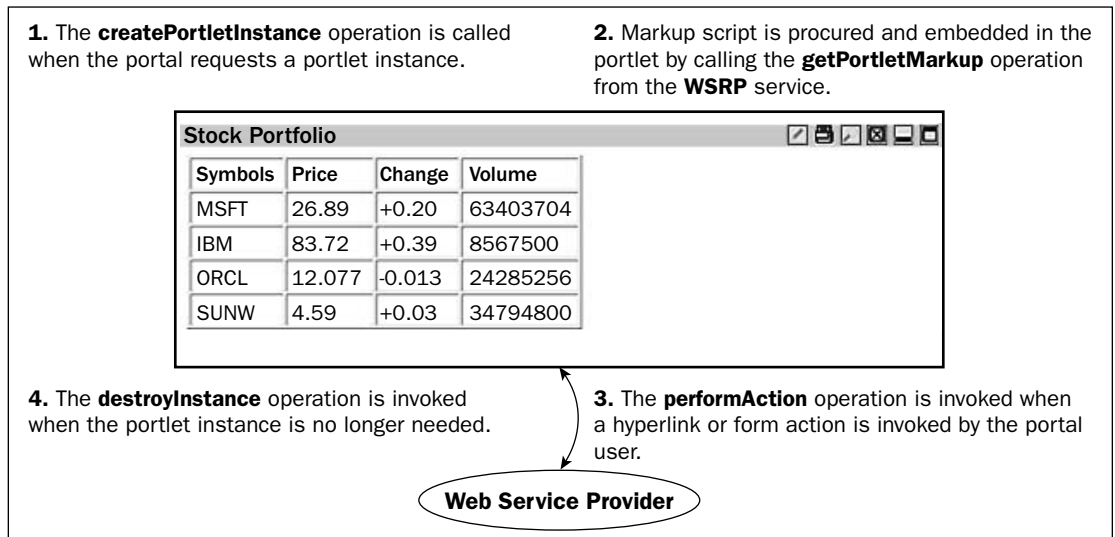 1. The createPortletInstance operation is called
when the portal requests a portlet instance.
2. Markup script is procured and embedded in the
portlet by calling the getPortletMarkup operation
from the WSRP service.
Stock Portfolio
Symbols Price Change Volume
MSFT 26.89 +0.20 63403704
IBM 83.72 +0.39 8567500
ORCL 12.077 -0.013 24285256
SUNW 4.59 +0.03 34794800
4. The destroyInstance operation is invoked
when the portlet instance is no longer needed.
3. The performAction operation is invoked when
a hyperlink or form action is invoked by the portal
user.
Web Service Provider